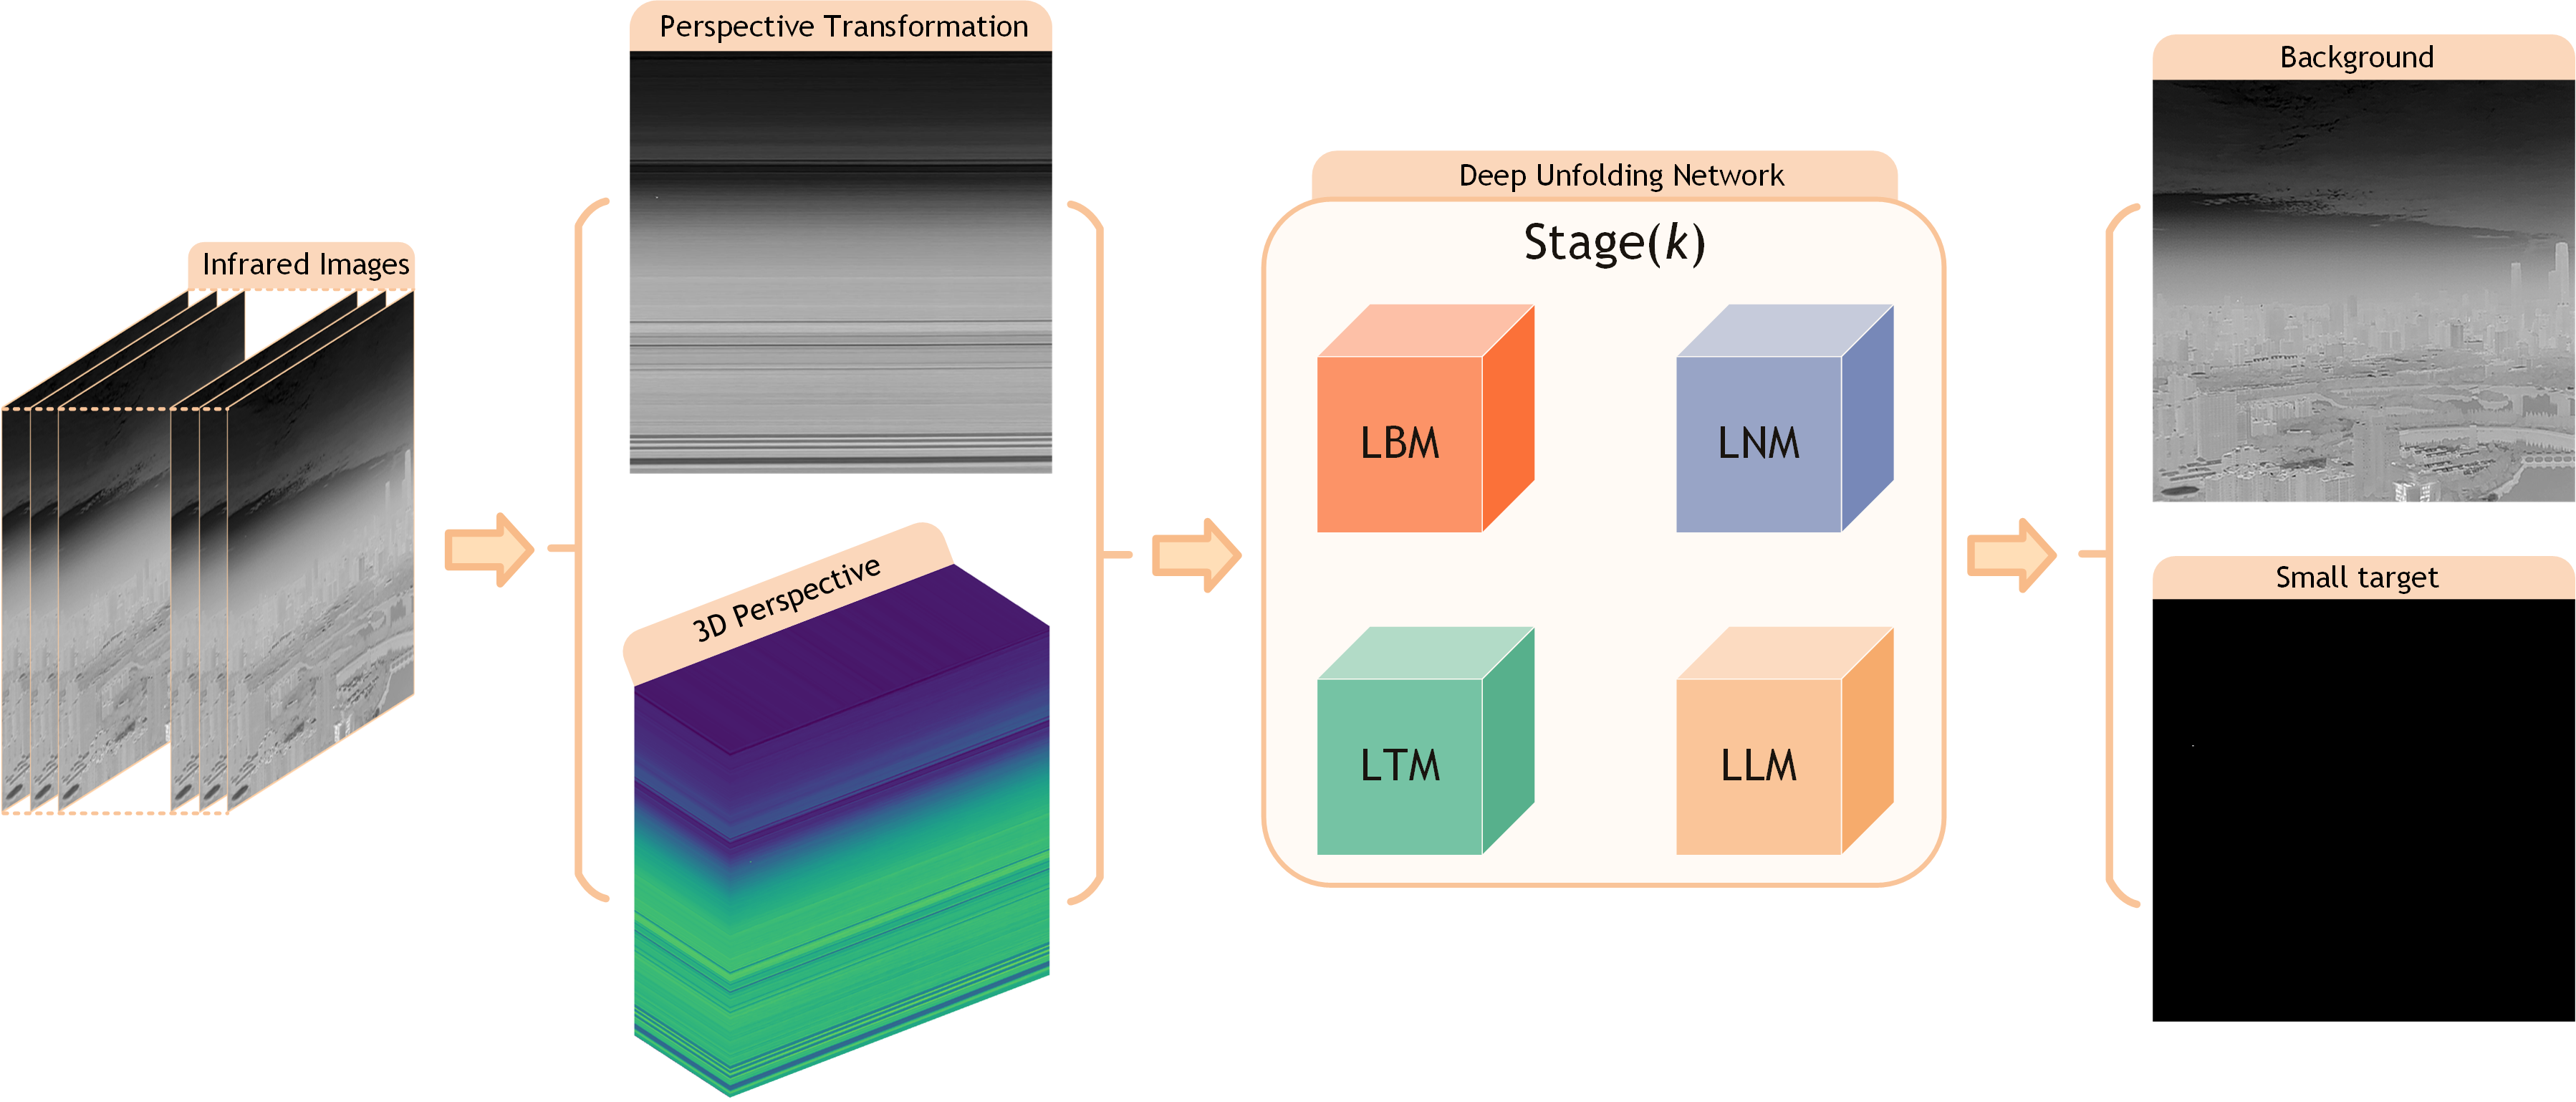 Infrared Images
Perspective Transformation
3D Perspective
Deep Unfolding Network
Stage(k)
LBM
LNM
LTM
LLM
Background
Small target